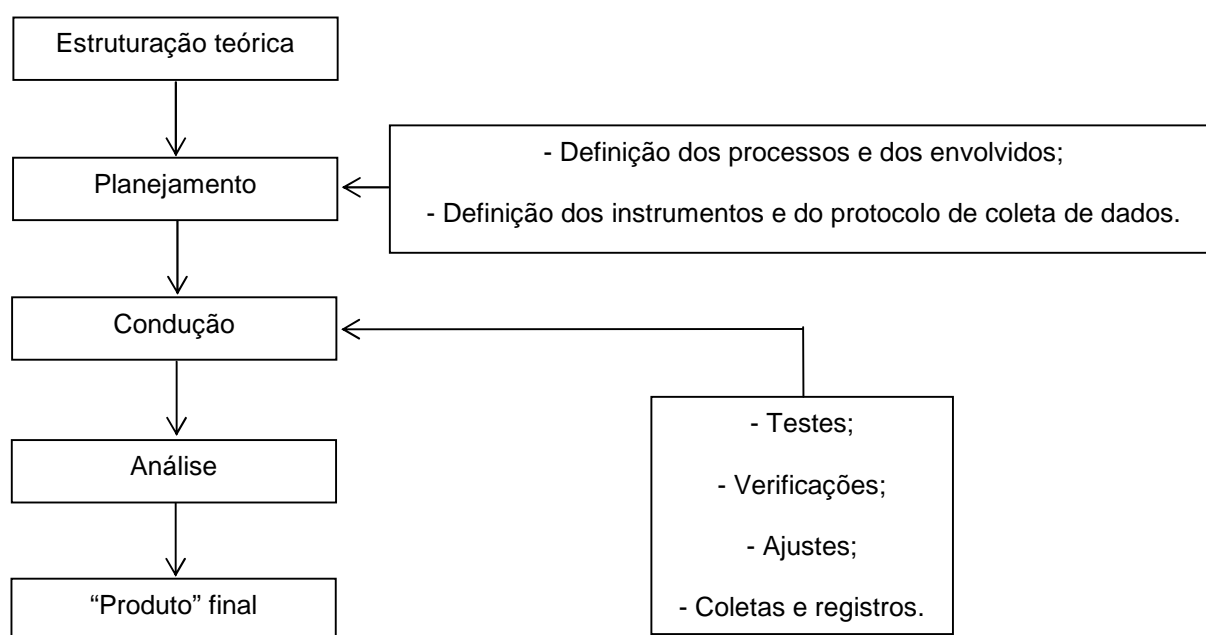 Estruturação teórica
Planejamento
- Definição dos processos e dos envolvidos;
- Definição dos instrumentos e do protocolo de coleta de dados.
Condução
- Testes;
- Verificações;
- Ajustes;
- Coletas e registros.
Análise
“Produto” final